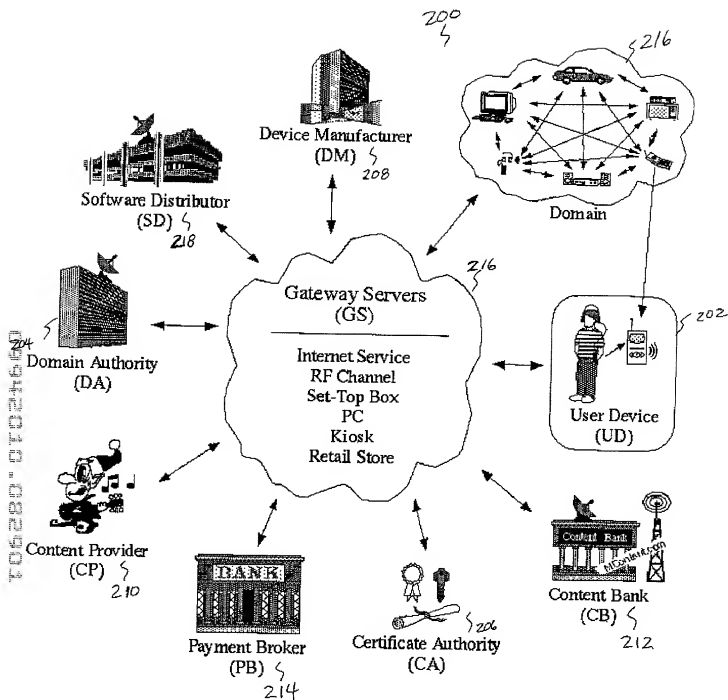 200
216
Device Manufacturer
(DM)
208
Domain
Software Distributor
(SD)
218
216
Gateway Servers
(GS)
Internet Service
RF Channel
Set-Top Box
PC
Kiosk
Retail Store
204
Domain Authority
(DA)
202
User Device
(UD)
Content Provider
(CP)
210
BANK
Payment Broker
(PB)
214
206
Certificate Authority
(CA)
Content Bank
MContent.com
Content Bank
(CB)
212